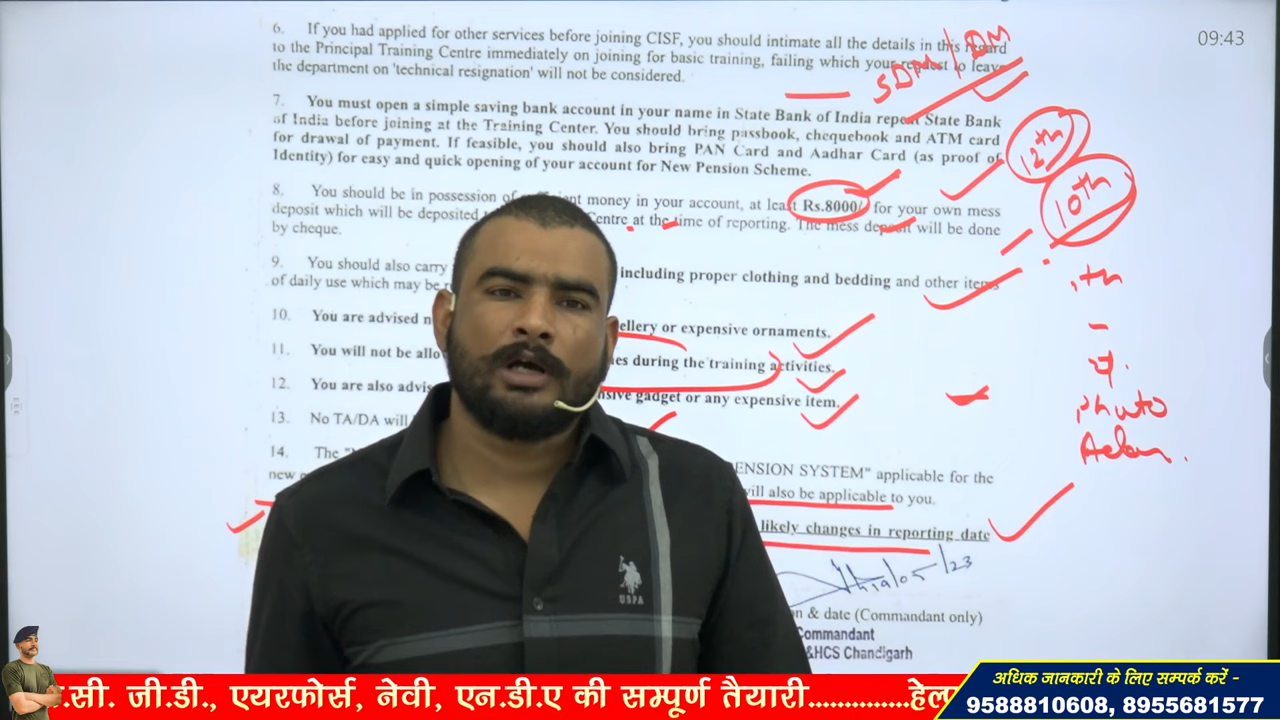 09:43
6. If you had applied for other services before joining CISF, you should intimate all the details in this regard
to the Principal Training Centre immediately on joining for basic training, failing which your request to leave
the department on 'technical resignation' will not be considered.
SDM/DM
7. You must open a simple saving bank account in your name in State Bank of India repeat State Bank
of India before joining at the Training Center. You should bring passbook, chequebook and ATM card
for drawal of payment. If feasible, you should also bring PAN Card and Aadhar Card (as proof of
Identity) for easy and quick opening of your account for New Pension Scheme.
12th
10th
8. You should be in possession of money in your account, at least Rs.8000/ for your own mess
deposit which will be deposited Centre at the time of reporting. The mess deposit will be done
by cheque.
9. You should also carry including proper clothing and bedding and other items
of daily use which may be
10. You are advised or expensive ornaments.
11. You will not be during the training activities.
12. You are also gadget or any expensive item.
13. No TA/DA will
photo
14. The SYSTEM" applicable for the
new will also be applicable to you.
likely changes in reporting date
& date (Commandant only)
Commandant
&HCS Chandigarh
USPA
जी.डी., एयरफोर्स, नेवी, एन.डी.ए की सम्पूर्ण तैयारी
अधिक जानकारी के लिए सम्पर्क करें -
9588810608, 8955681577